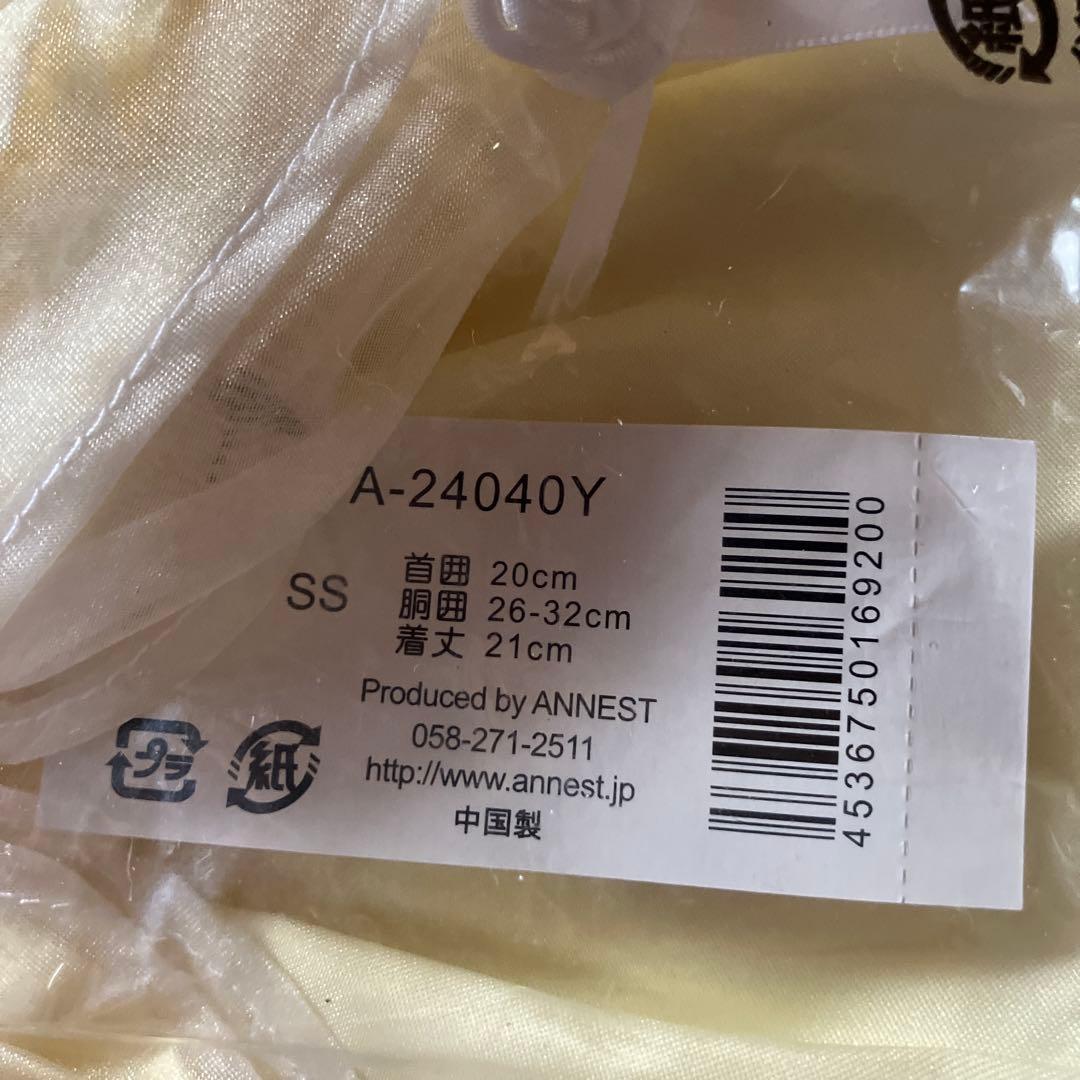 紙
A-24040Y
SS
首囲 20cm
胴囲 26-32cm
着丈 21cm
Produced by ANNEST
058-271-2511
http://www.annest.jp
中国製
プラ
紙
4536750169200